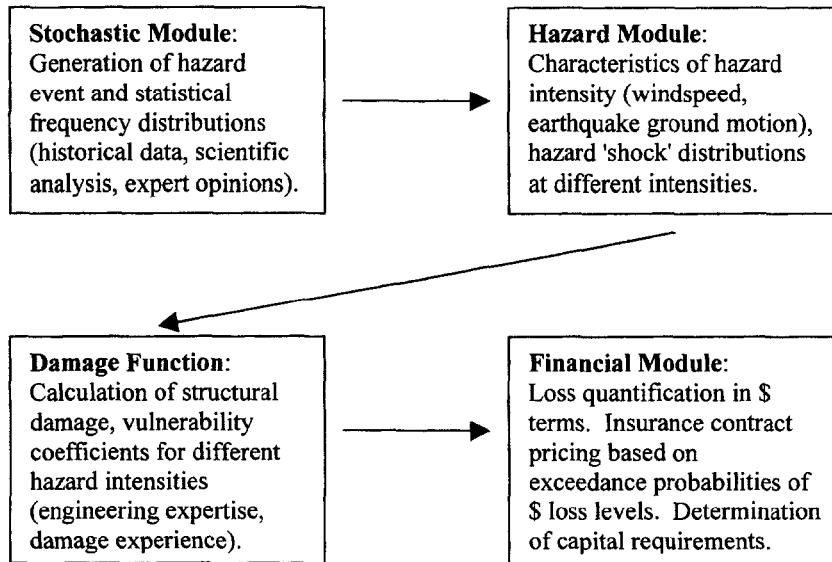 Stochastic Module:
Generation of hazard
event and statistical
frequency distributions
(historical data, scientific
analysis, expert opinions).
Hazard Module:
Characteristics of hazard
intensity (windspeed,
earthquake ground motion),
hazard 'shock' distributions
at different intensities.
Damage Function:
Calculation of structural
damage, vulnerability
coefficients for different
hazard intensities
(engineering expertise,
damage experience).
Financial Module:
Loss quantification in $
terms.  Insurance contract
pricing based on
exceedance probabilities of
$ loss levels.  Determination
of capital requirements.